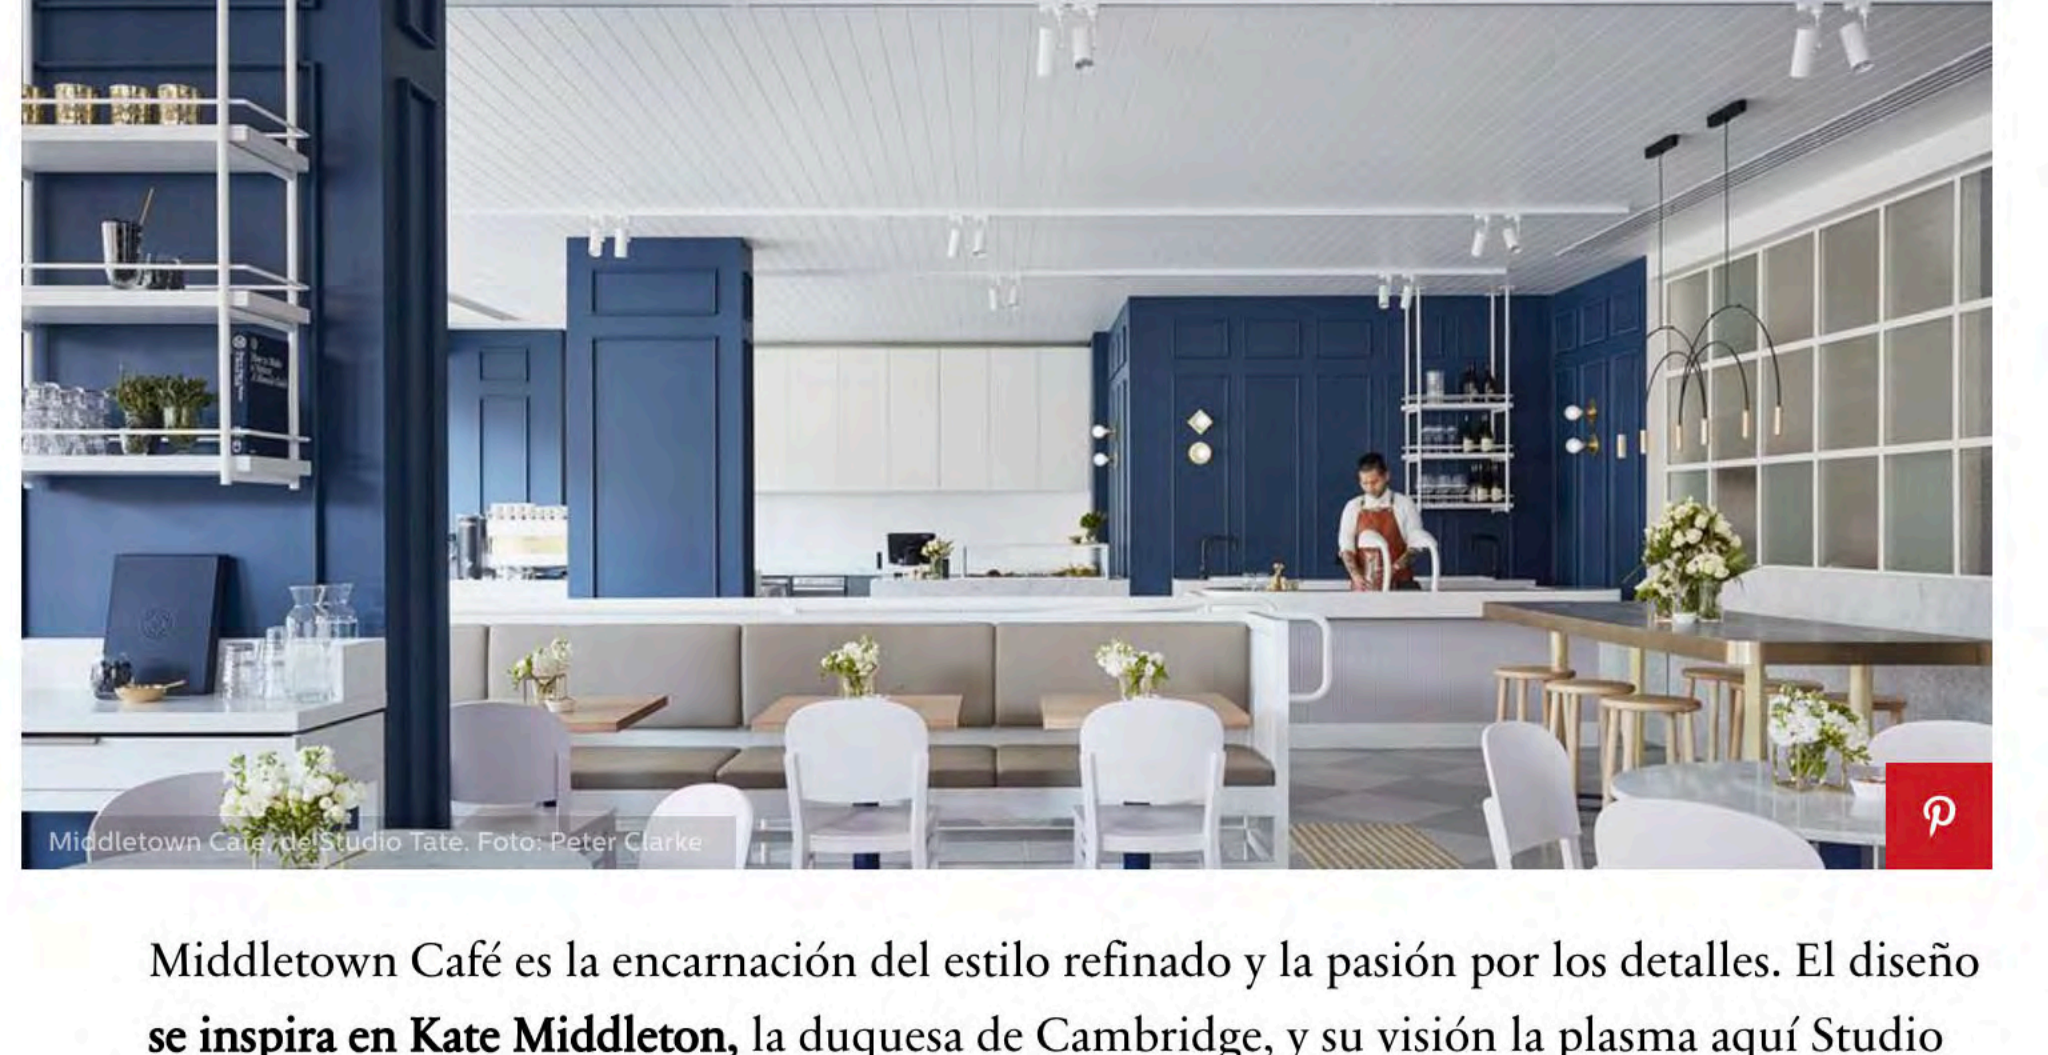 Middletown Cafe, de Studio Tate. Foto: Peter Clarke
Middletown Café es la encarnación del estilo refinado y la pasión por los detalles. El diseño
se inspira en Kate Middleton, la duquesa de Cambridge, y su visión la plasma aquí Studio